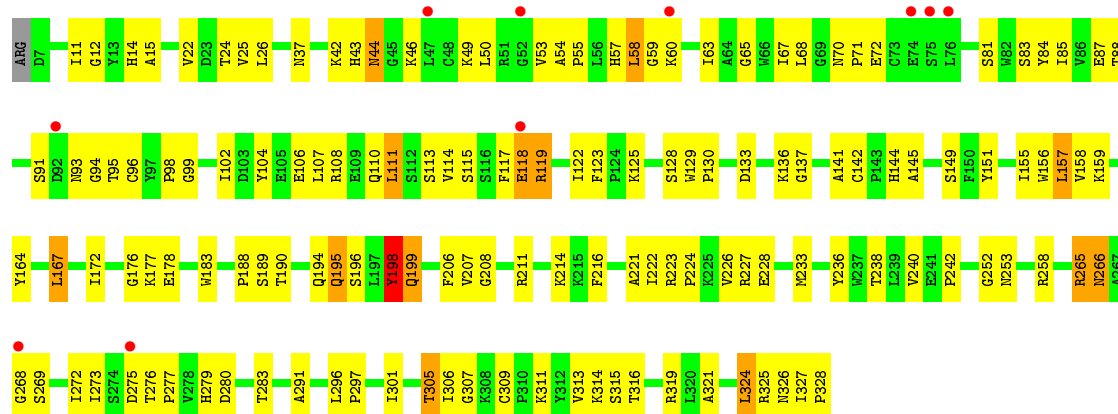 ARG D7 I11 G12 Y13 H14 A15 V22 D23 T24 V25 L26 N37 K42 H43 N44 G45 K46 L47 C48 K49 L50 R51 G52 V53 A54 P55 L56 H57 L58 G59 K60 I63 A64 G65 W66 I67 L68 G69 N70 P71 E72 C73 E74 S75 L76 S81 W82 S83 Y84 I85 V86 E87 T88
S91 D92 N93 G94 T95 C96 Y97 P98 G99 I102 D103 Y104 E105 E106 L107 R108 E109 Q110 L111 S112 S113 V114 S115 S116 F117 E118 R119 I122 F123 P124 K125 S128 W129 P130 D133 K136 G137 A141 C142 P143 H144 A145 S149 F150 Y151 I155 W156 L157 V158 K159
Y164 L167 I172 G176 K177 E178 W183 P188 S189 T190 Q194 Q195 S196 L197 Y198 Q199 F206 V207 G208 R211 K214 K215 F216 A221 I222 R223 P224 K225 V226 R227 E228 M233 Y236 W237 T238 L239 V240 E241 P242 G252 N253 R258 R265 N266 A267
G268 S269 I272 I273 S274 D275 T276 P277 V278 H279 D280 T283 A291 L296 P297 I301 T305 I306 G307 K308 C309 P310 K311 Y312 V313 K314 S315 T316 R319 L320 A321 L324 R325 N326 I327 P328